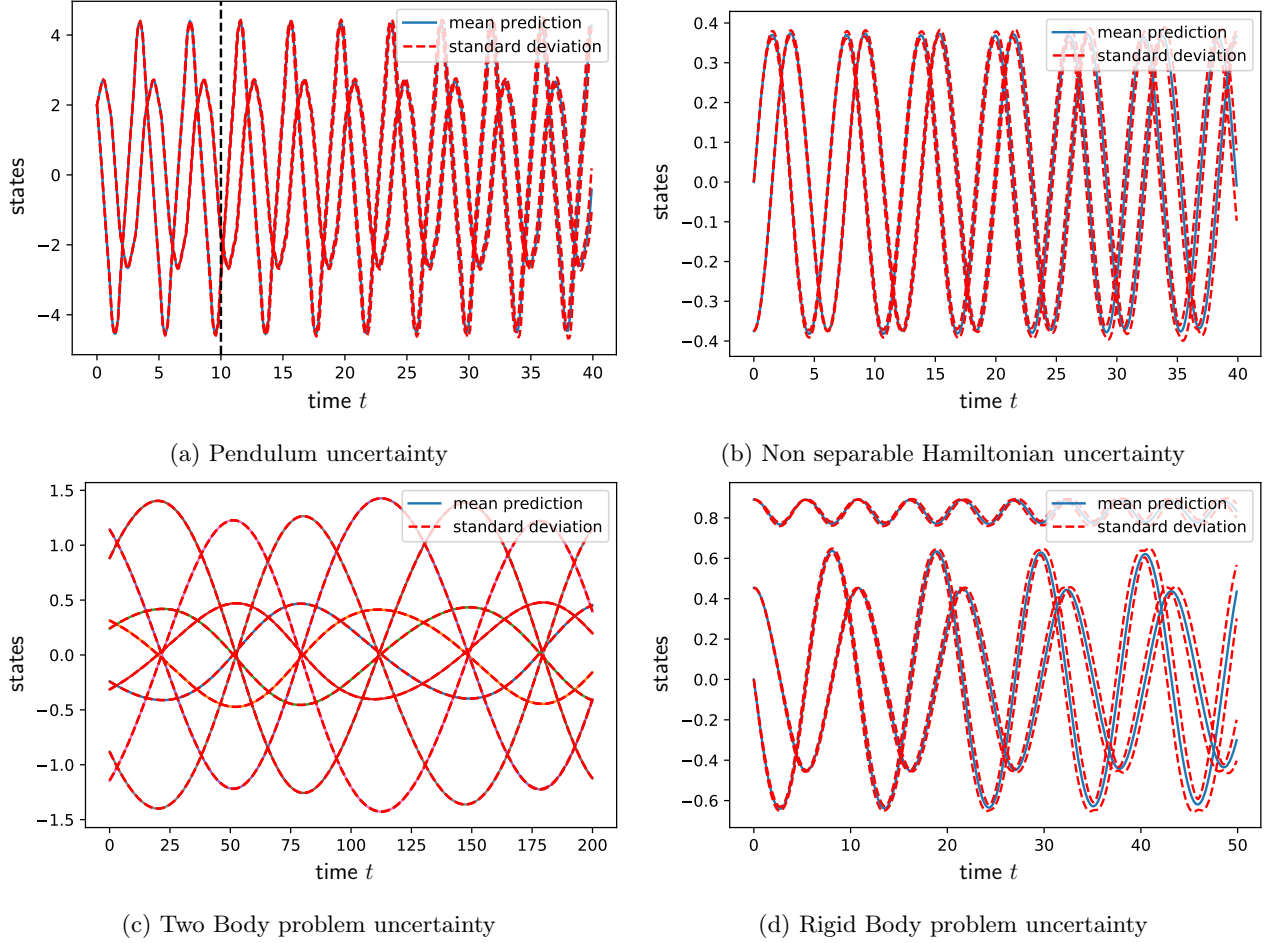 mean prediction
standard deviation
states
4
2
0
−2
−4
0 5 10 15 20 25 30 35 40
time t
(a) Pendulum uncertainty
mean prediction
standard deviation
states
0.4
0.3
0.2
0.1
0.0
−0.1
−0.2
−0.3
−0.4
0 5 10 15 20 25 30 35 40
time t
(b) Non separable Hamiltonian uncertainty
mean prediction
standard deviation
states
1.5
1.0
0.5
0.0
−0.5
−1.0
−1.5
0 25 50 75 100 125 150 175 200
time t
(c) Two Body problem uncertainty
mean prediction
standard deviation
states
0.8
0.6
0.4
0.2
0.0
−0.2
−0.4
−0.6
0 10 20 30 40 50
time t
(d) Rigid Body problem uncertainty